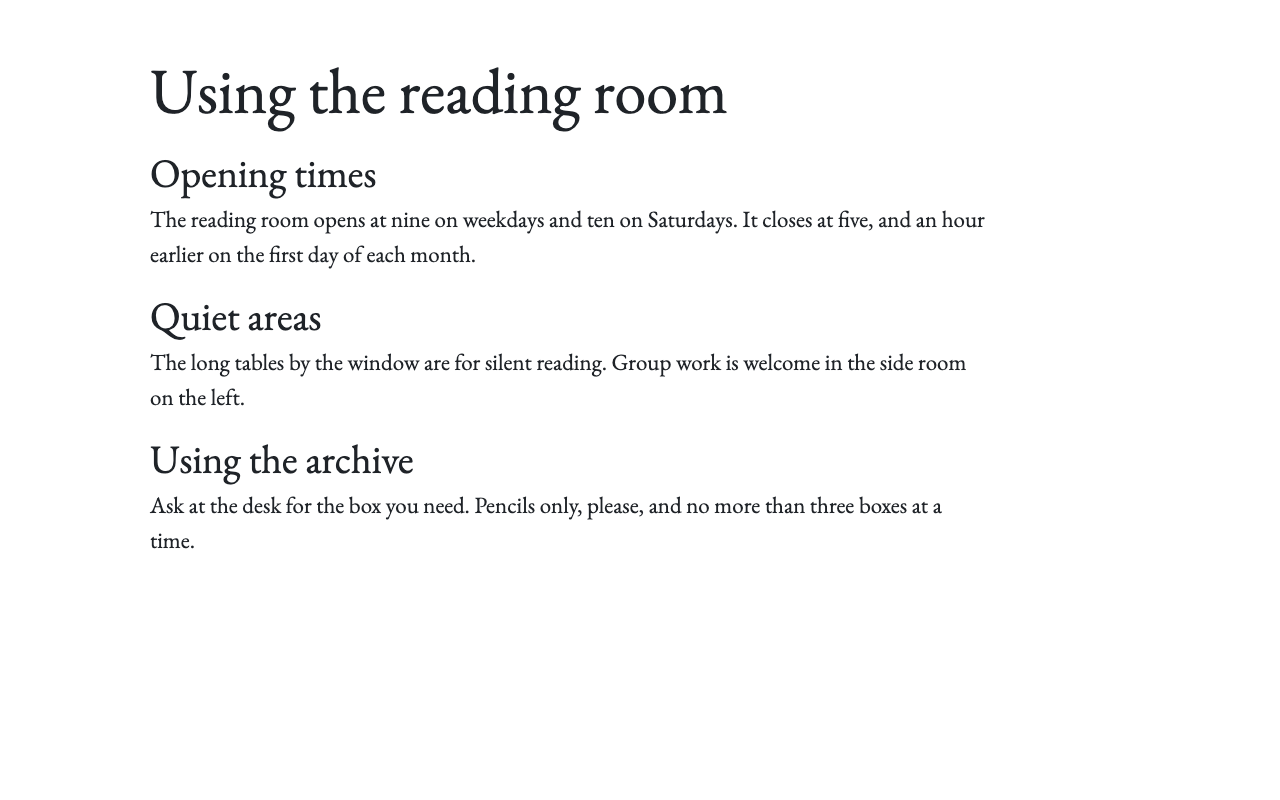 Using the reading room
Opening times
The reading room opens at nine on weekdays and ten on Saturdays. It closes at five, and an hour
earlier on the first day of each month.
Quiet areas
The long tables by the window are for silent reading. Group work is welcome in the side room
on the left.
Using the archive
Ask at the desk for the box you need. Pencils only, please, and no more than three boxes at a
time.